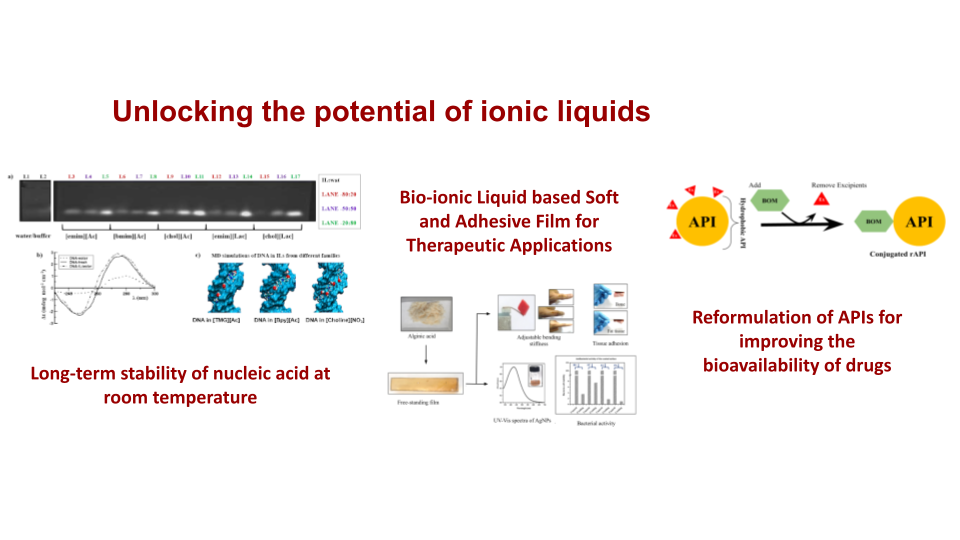 Unlocking the potential of ionic liquids
a)
L1 L2
L3 L4 L5 L6 L7 L8 L9 L10 L11 L12 L13 L14 L15 L16 L17
IL:wat
LANE 80:20
LANE 50:50
LANE 20:80
water/buffer
[emim][Ac] [bmim][Ac] [chol][Ac] [emim][Lac] [chol][Lac]
b)
λ (nm)
c)
MD simulations of DNA in ILs from different families
DNA in [TMG][Ac] DNA in [Bpy][Ac] DNA in [Choline][NO3]
Long-term stability of nucleic acid at
room temperature
Bio-ionic Liquid based Soft
and Adhesive Film for
Therapeutic Applications
Alginic acid
Adjustable bending
stiffness
Tissue adhesion
Free-standing film
UV-Vis spectra of AgNPs
Bacterial activity
API
Hydrophobic API
Add
BOM
Remove Excipients
BOM
API
Conjugated rAPI
Reformulation of APIs for
improving the
bioavailability of drugs